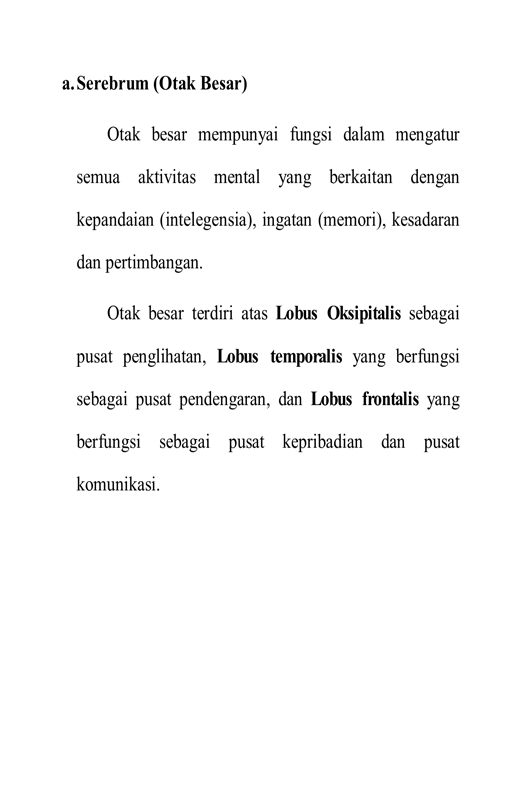 a. Serebrum (Otak Besar)
Otak besar mempunyai fungsi dalam mengatur
semua aktivitas mental yang berkaitan dengan
kepandaian (intelegensia), ingatan (memori), kesadaran
dan pertimbangan.
Otak besar terdiri atas Lobus Oksipitalis sebagai
pusat penglihatan, Lobus temporalis yang berfungsi
sebagai pusat pendengaran, dan Lobus frontalis yang
berfungsi sebagai pusat kepribadian dan pusat
komunikasi.